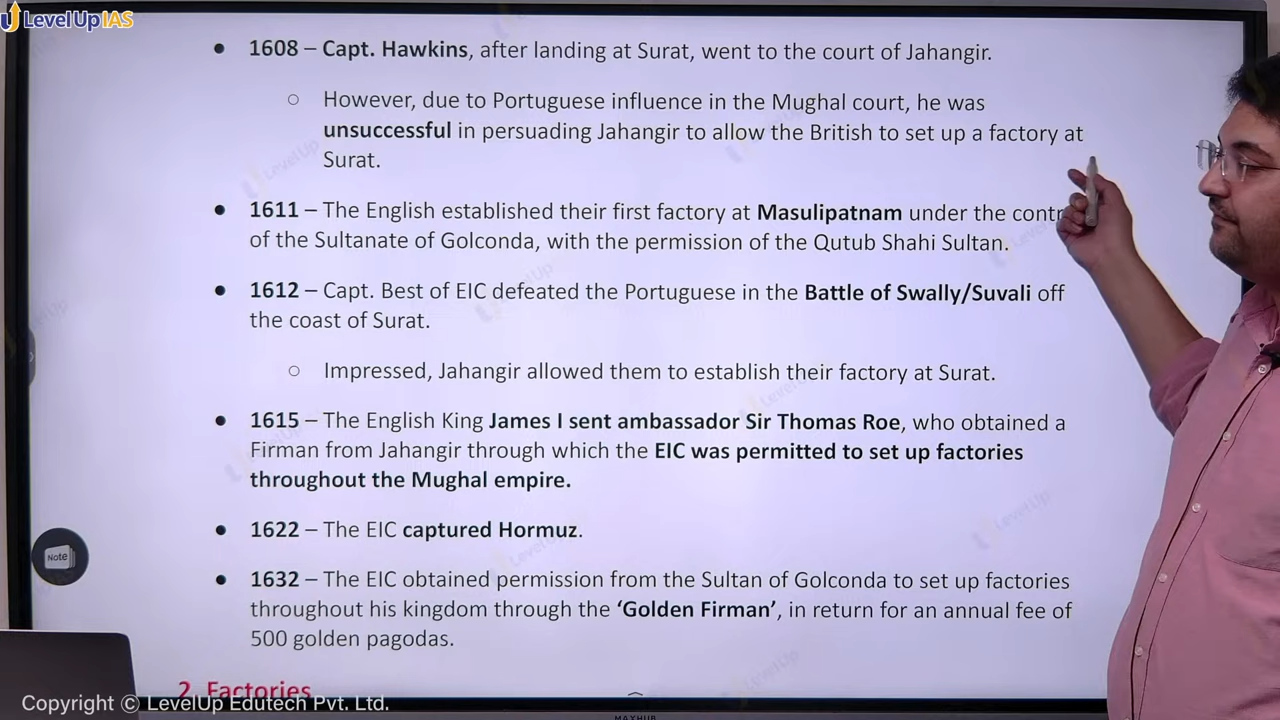 LevelUp IAS
• 1608 – Capt. Hawkins, after landing at Surat, went to the court of Jahangir.
○ However, due to Portuguese influence in the Mughal court, he was
unsuccessful in persuading Jahangir to allow the British to set up a factory at
Surat.
• 1611 – The English established their first factory at Masulipatnam under the contr
of the Sultanate of Golconda, with the permission of the Qutub Shahi Sultan.
• 1612 – Capt. Best of EIC defeated the Portuguese in the Battle of Swally/Suvali off
the coast of Surat.
○ Impressed, Jahangir allowed them to establish their factory at Surat.
• 1615 – The English King James I sent ambassador Sir Thomas Roe, who obtained a
Firman from Jahangir through which the EIC was permitted to set up factories
throughout the Mughal empire.
• 1622 – The EIC captured Hormuz.
Note
• 1632 – The EIC obtained permission from the Sultan of Golconda to set up factories
throughout his kingdom through the ‘Golden Firman’, in return for an annual fee of
500 golden pagodas.
2. Factories
Copyright © LevelUp Edutech Pvt. Ltd.
MAXHUB